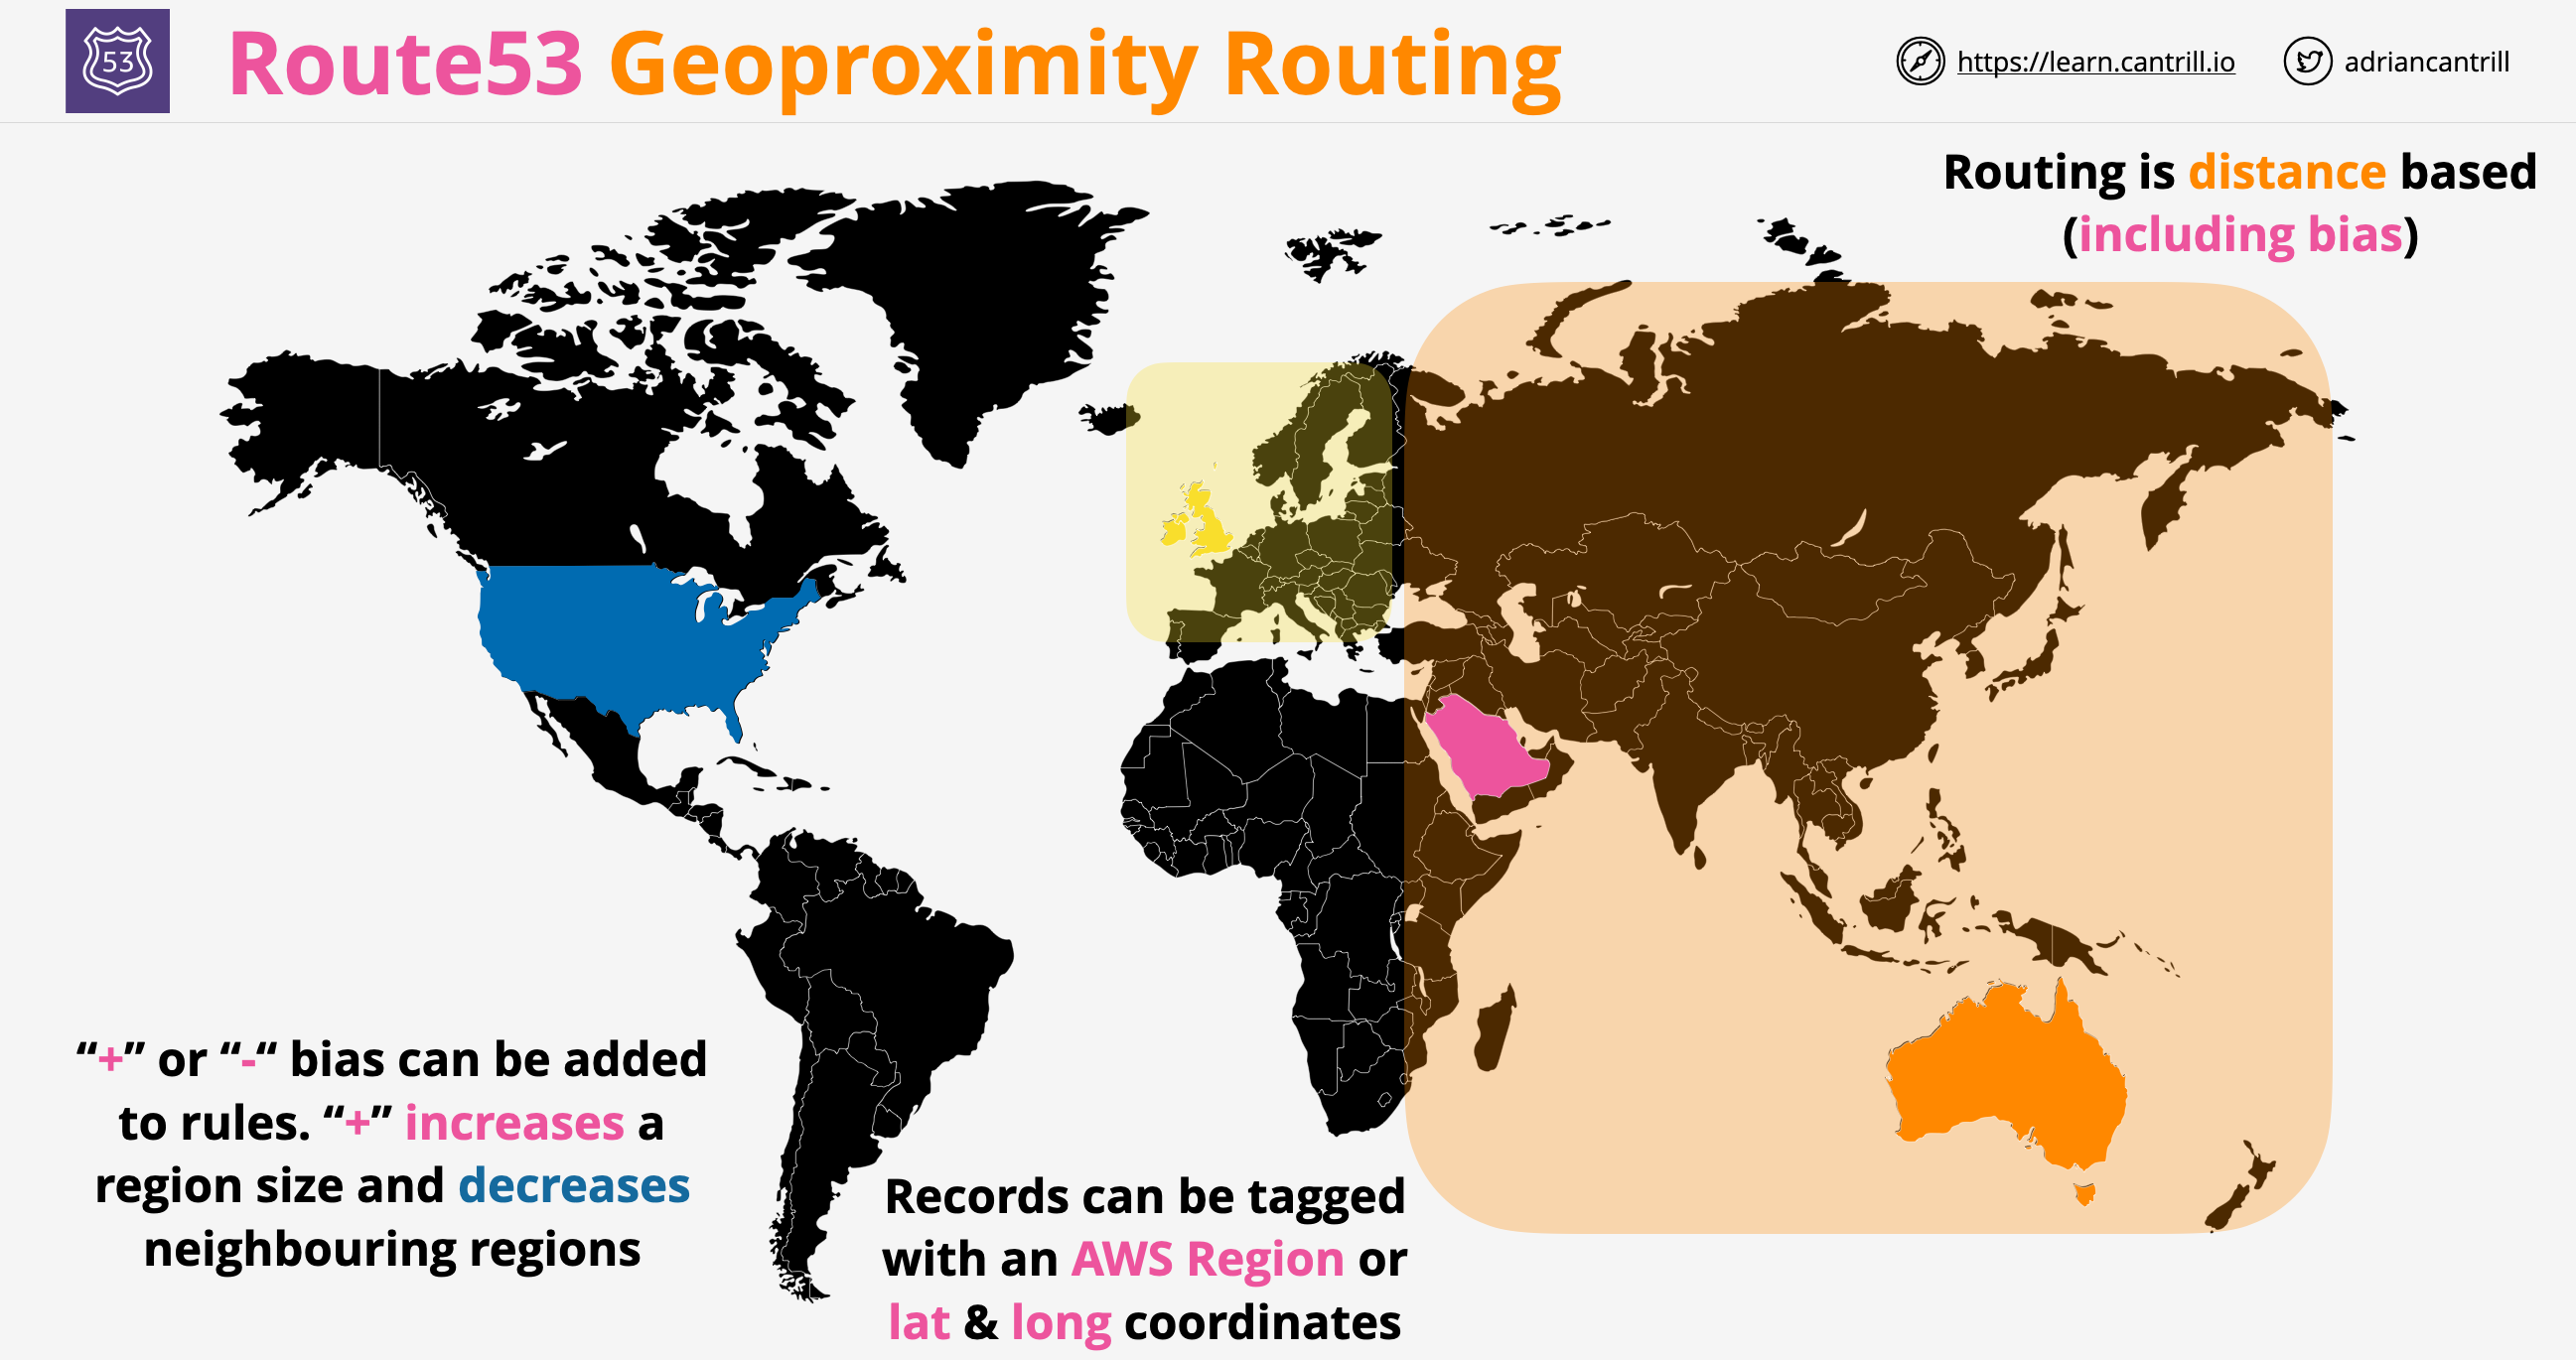 53
Route53 Geoproximity Routing
https://learn.cantrill.io
adriancantrill
Routing is distance based
(including bias)
“+” or “-“ bias can be added
to rules. “+” increases a
region size and decreases
neighbouring regions
Records can be tagged
with an AWS Region or
lat & long coordinates